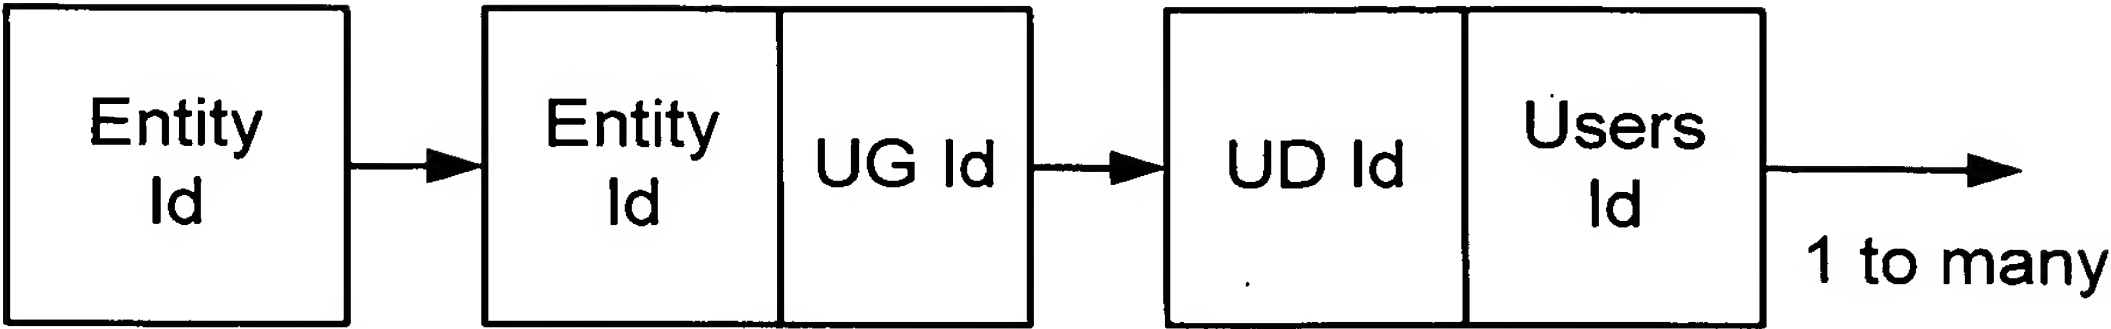 Entity
Id
Entity
Id
UG Id
UD Id
Users
Id
1 to many